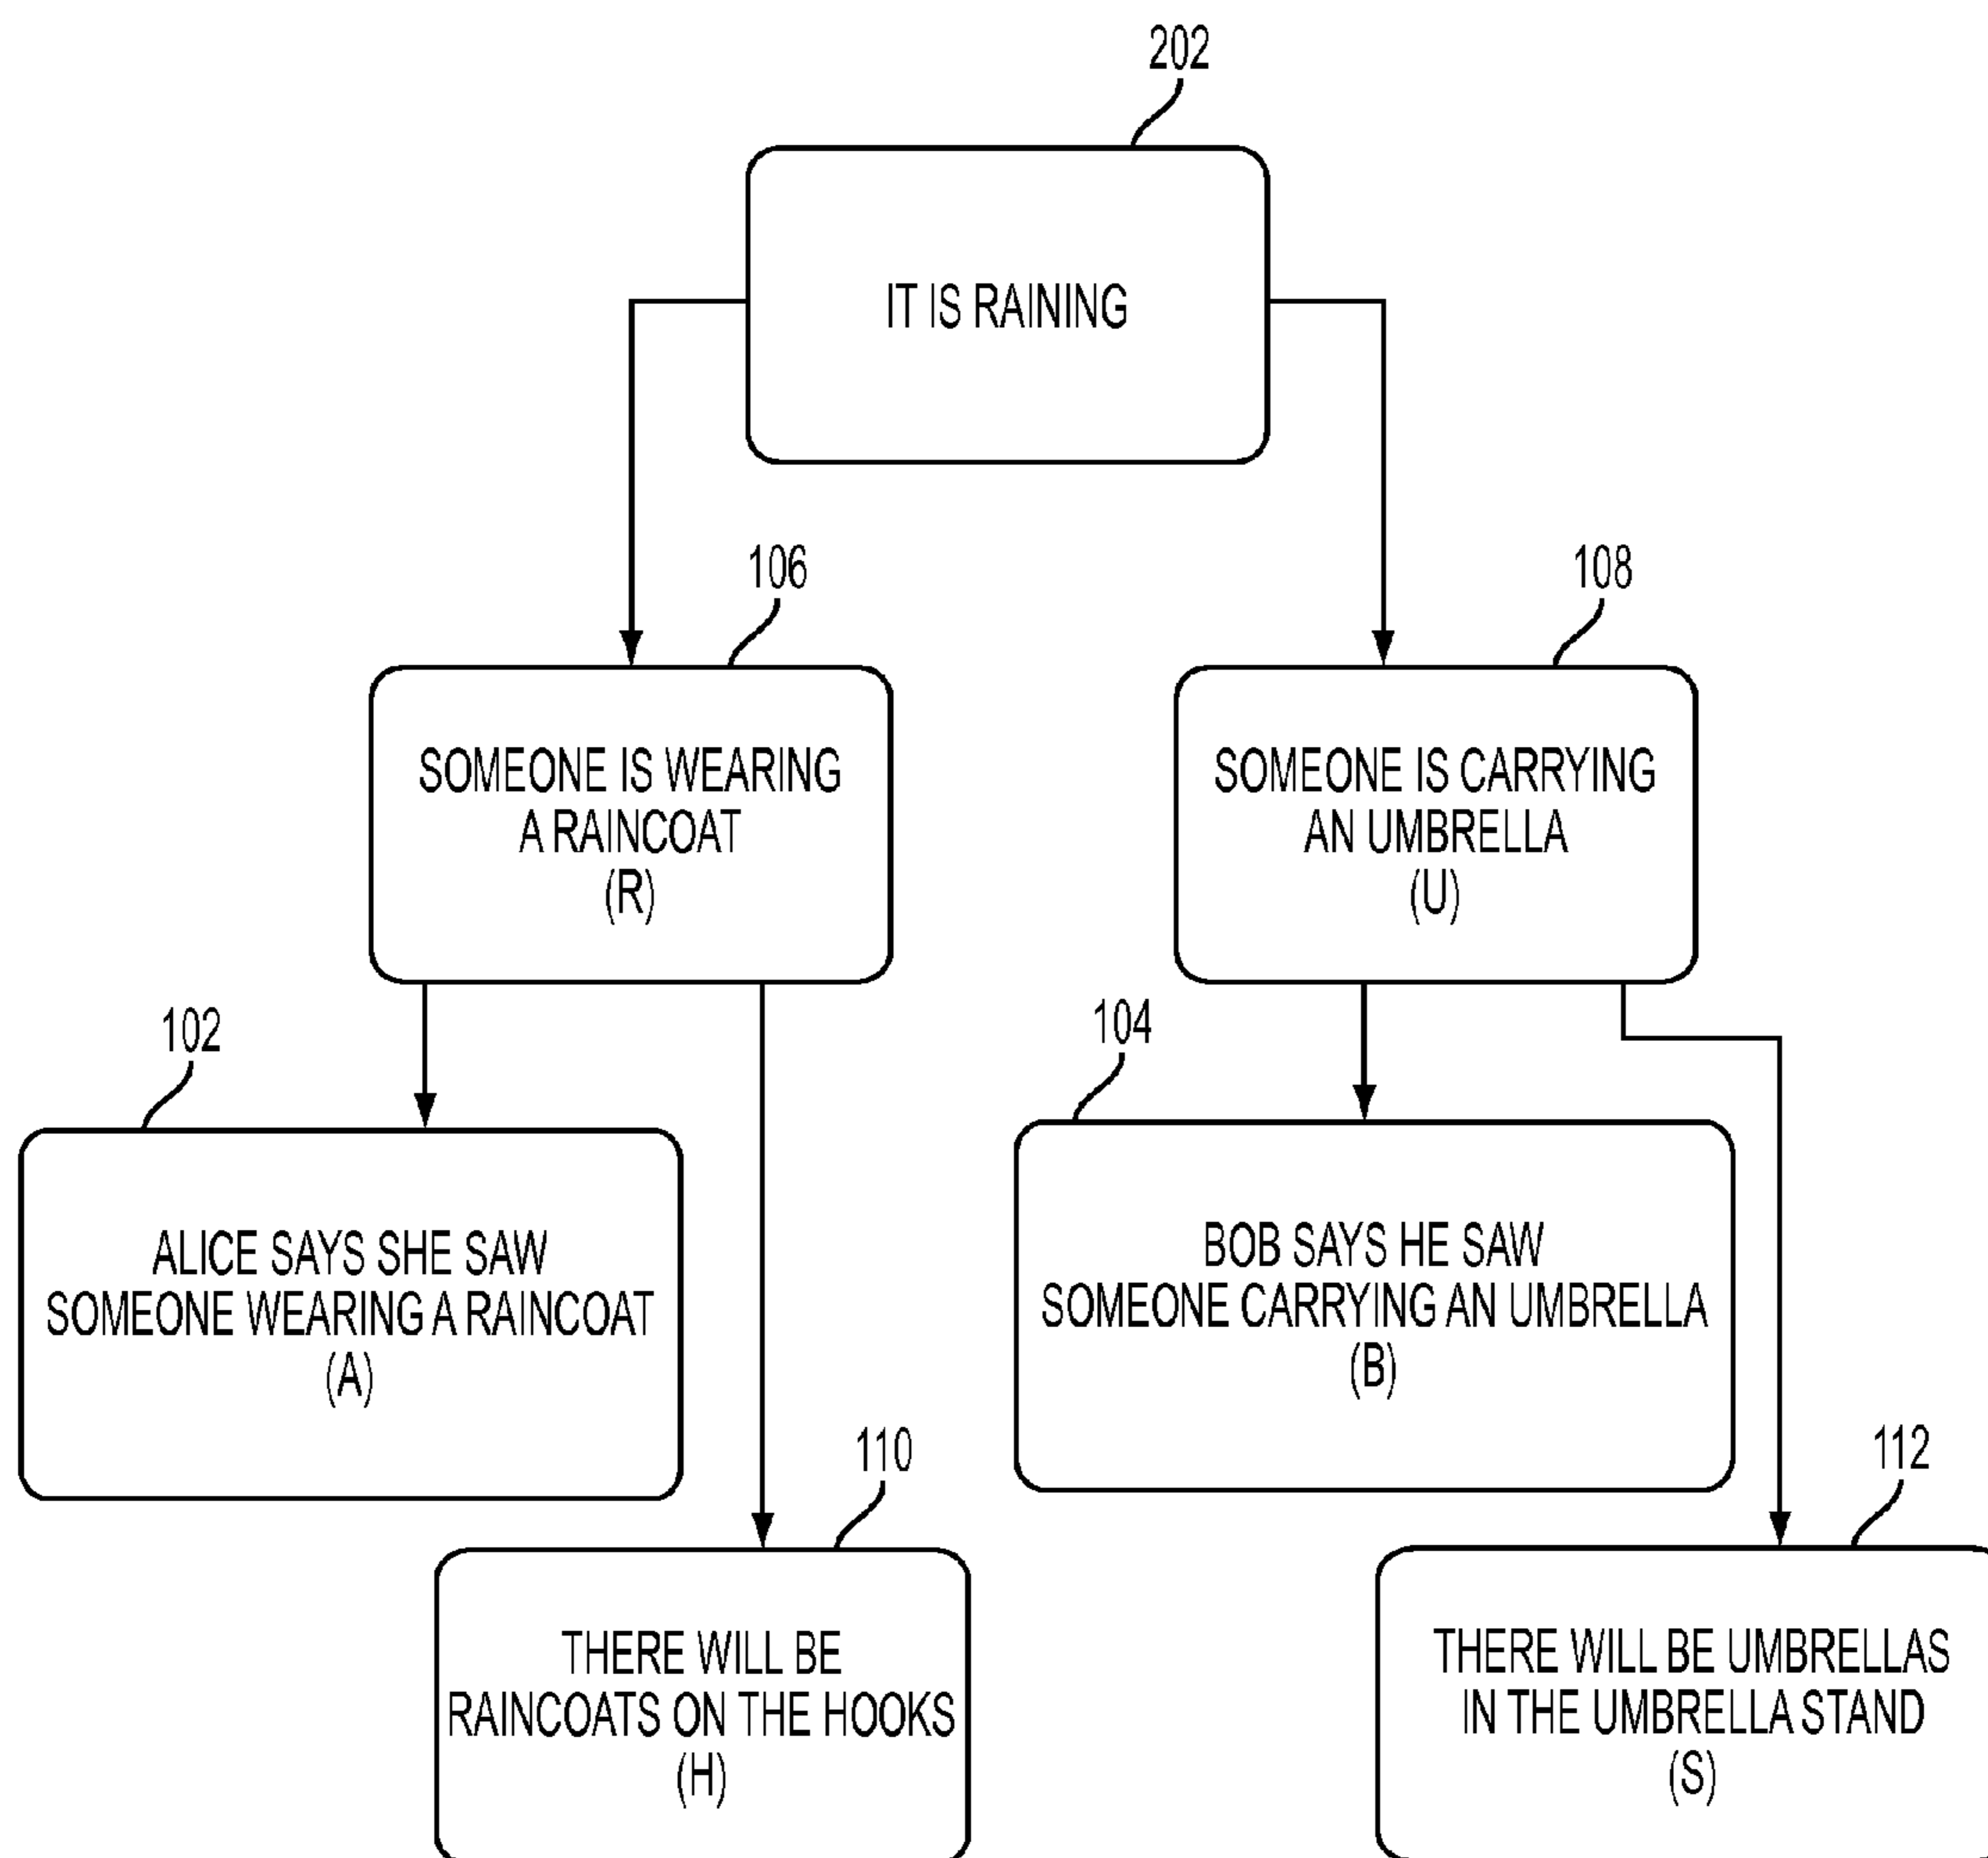 202
IT IS RAINING
106
108
SOMEONE IS WEARING
A RAINCOAT
(R)
SOMEONE IS CARRYING
AN UMBRELLA
(U)
102
104
ALICE SAYS SHE SAW
SOMEONE WEARING A RAINCOAT
(A)
BOB SAYS HE SAW
SOMEONE CARRYING AN UMBRELLA
(B)
110
112
THERE WILL BE
RAINCOATS ON THE HOOKS
(H)
THERE WILL BE UMBRELLAS
IN THE UMBRELLA STAND
(S)